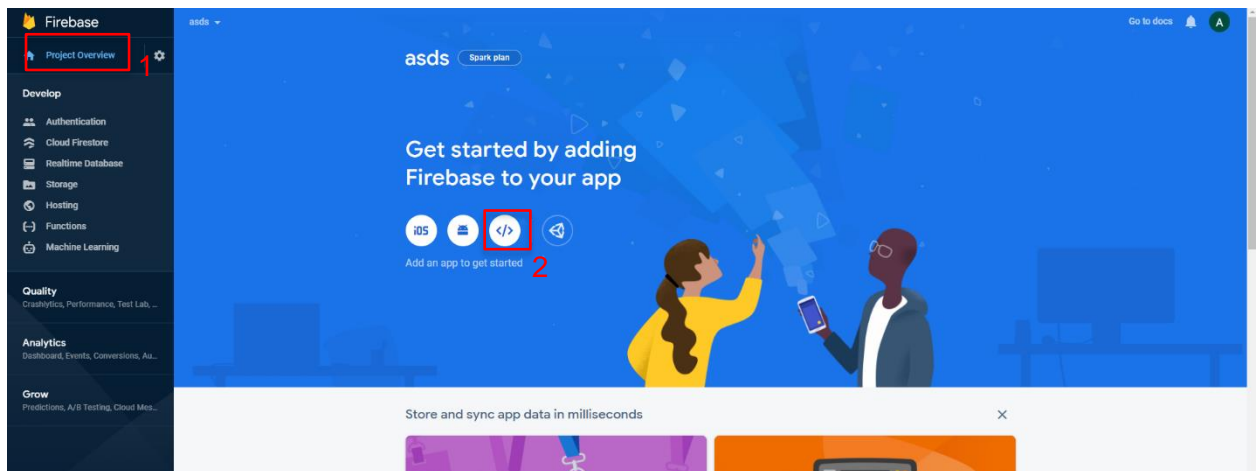 Firebase
asds
Go to docs
A
Project Overview
1
asds
Spark plan
Develop
Authentication
Cloud Firestore
Realtime Database
Storage
Hosting
Functions
Machine Learning
Get started by adding
Firebase to your app
iOS
</>
Add an app to get started
2
Quality
Crashlytics, Performance, Test Lab, ...
Analytics
Dashboard, Events, Conversions, Au...
Grow
Predictions, A/B Testing, Cloud Mes...
Store and sync app data in milliseconds